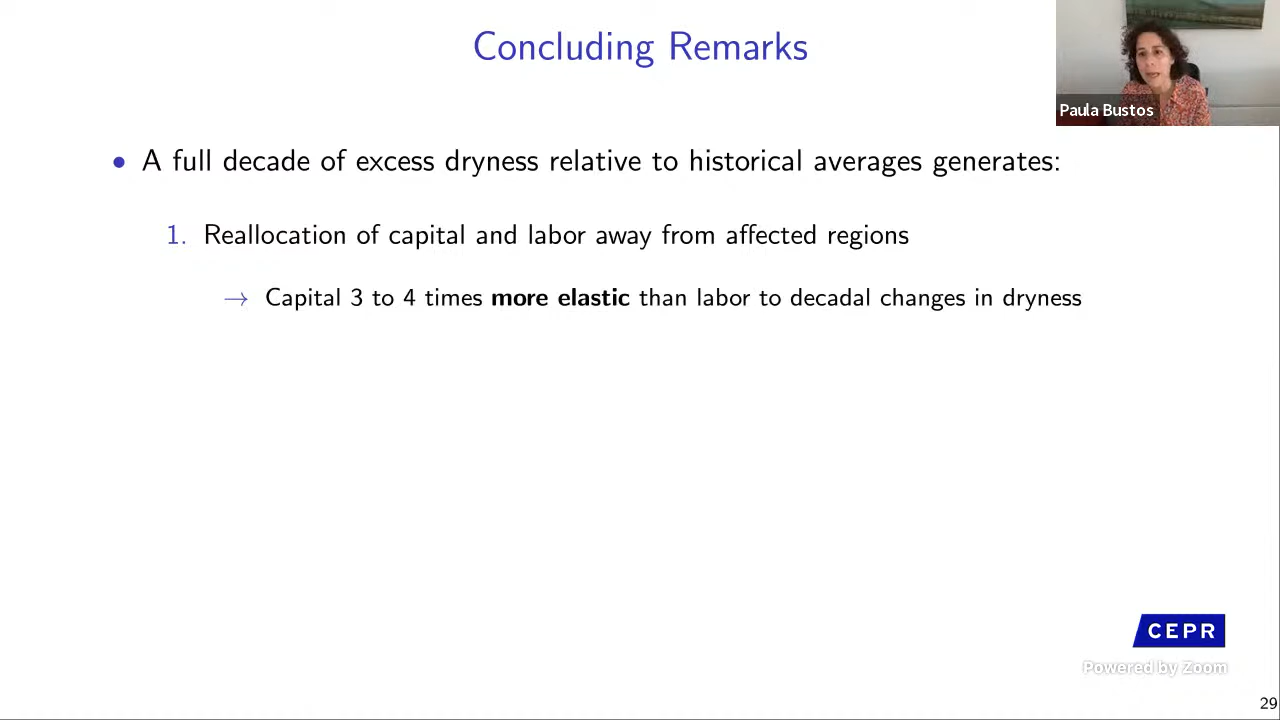 Concluding Remarks
Paula Bustos
• A full decade of excess dryness relative to historical averages generates:
1. Reallocation of capital and labor away from affected regions
→ Capital 3 to 4 times more elastic than labor to decadal changes in dryness
CEPR
Powered by Zoom
29